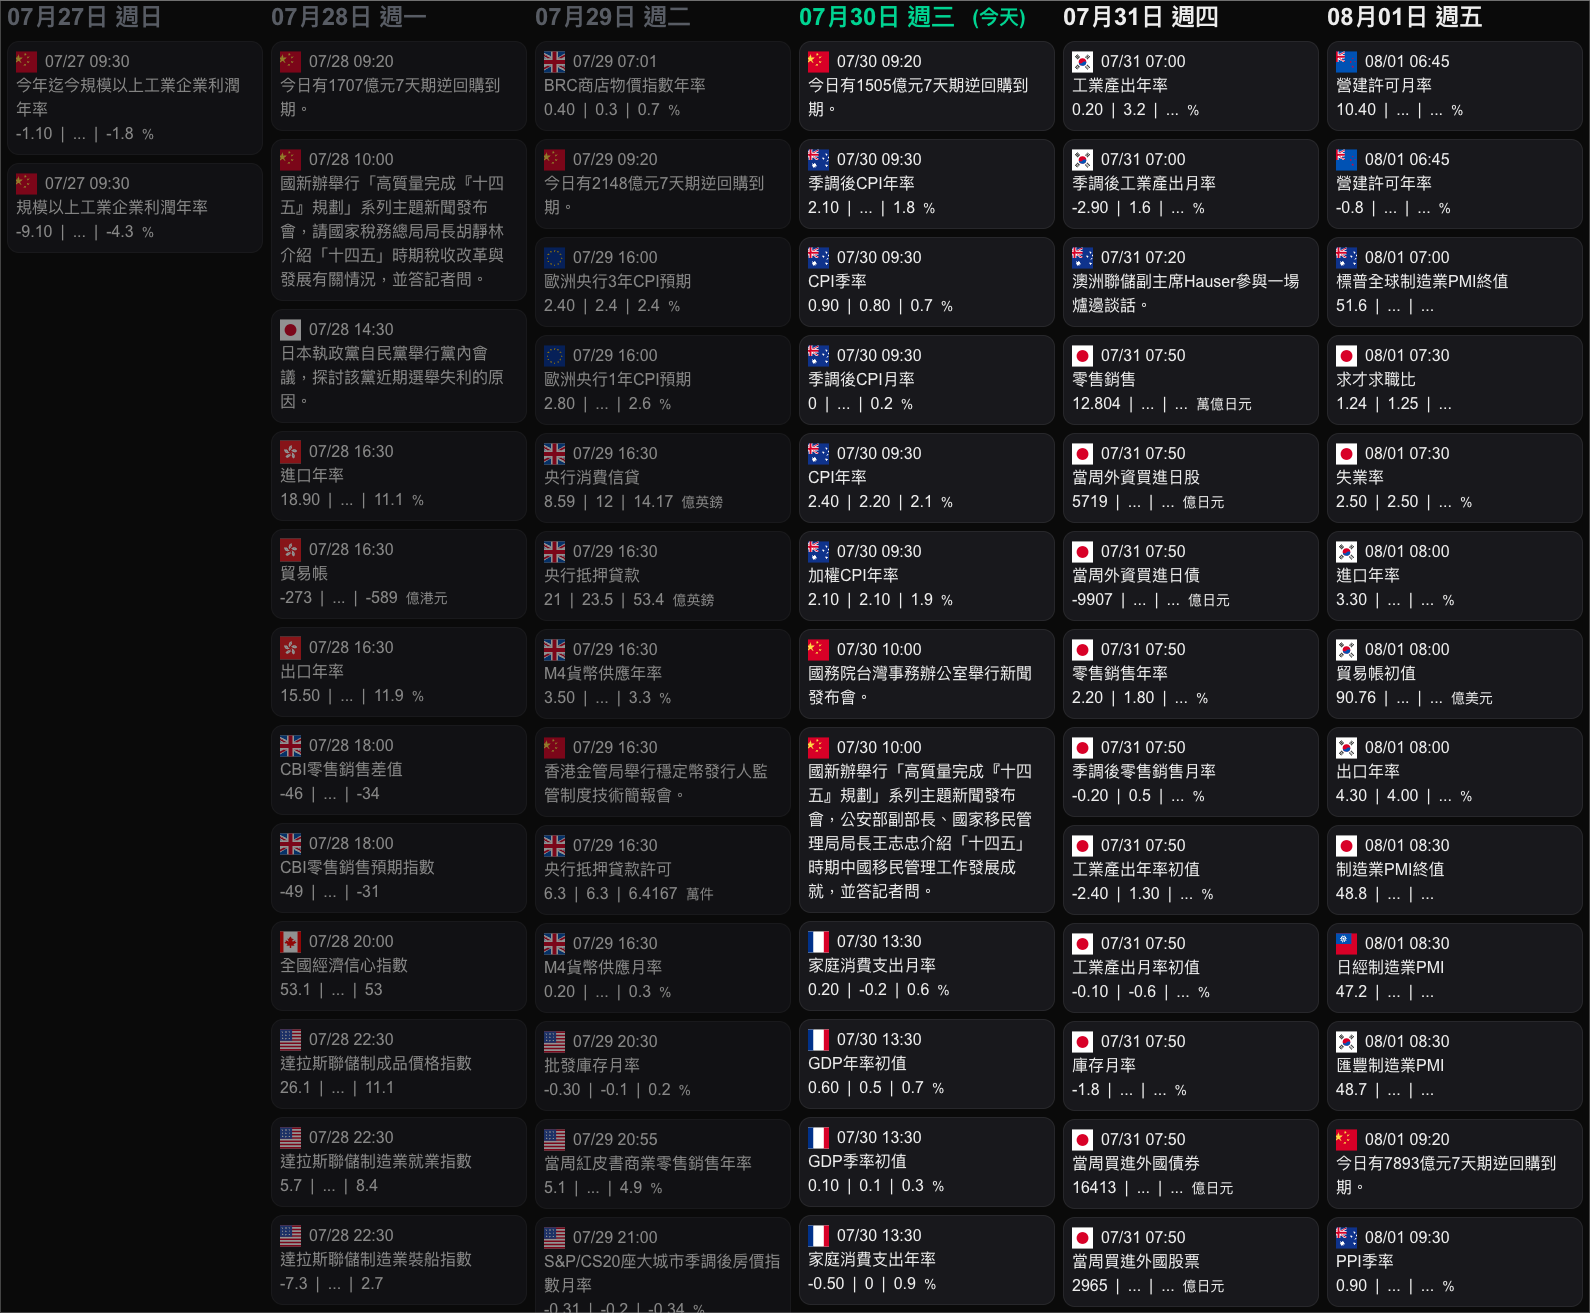 07月27日 週日
07/27 09:30
今年迄今規模以上工業企業利潤
年率
-1.10 | ... | -1.8 %
07/27 09:30
規模以上工業企業利潤年率
-9.10 | ... | -4.3 %
07月28日 週一
07/28 09:20
今日有1707億元7天期逆回購到
期。
07/28 10:00
國新辦舉行「高質量完成『十四
五』規劃」系列主題新聞發布
會，請國家稅務總局局長胡靜林
介紹「十四五」時期稅收改革與
發展有關情況，並答記者問。
07/28 14:30
日本執政黨自民黨舉行黨內會
議，探討該黨近期選舉失利的原
因。
07/28 16:30
進口年率
18.90 | ... | 11.1 %
07/28 16:30
貿易帳
-273 | ... | -589 億港元
07/28 16:30
出口年率
15.50 | ... | 11.9 %
07/28 18:00
CBI零售銷售差值
-46 | ... | -34
07/28 18:00
CBI零售銷售預期指數
-49 | ... | -31
07/28 20:00
全國經濟信心指數
53.1 | ... | 53
07/28 22:30
達拉斯聯儲制成品價格指數
26.1 | ... | 11.1
07/28 22:30
達拉斯聯儲制造業就業指數
5.7 | ... | 8.4
07/28 22:30
達拉斯聯儲制造業裝船指數
-7.3 | ... | 2.7
07月29日 週二
07/29 07:01
BRC商店物價指數年率
0.40 | 0.3 | 0.7 %
07/29 09:20
今日有2148億元7天期逆回購到
期。
07/29 16:00
歐洲央行3年CPI預期
2.40 | 2.4 | 2.4 %
07/29 16:00
歐洲央行1年CPI預期
2.80 | ... | 2.6 %
07/29 16:30
央行消費信貸
8.59 | 12 | 14.17 億英鎊
07/29 16:30
央行抵押貸款
21 | 23.5 | 53.4 億英鎊
07/29 16:30
M4貨幣供應年率
3.50 | ... | 3.3 %
07/29 16:30
香港金管局舉行穩定幣發行人監
管制度技術簡報會。
07/29 16:30
央行抵押貸款許可
6.3 | 6.3 | 6.4167 萬件
07/29 16:30
M4貨幣供應月率
0.20 | ... | 0.3 %
07/29 20:30
批發庫存月率
-0.30 | -0.1 | 0.2 %
07/29 20:55
當周紅皮書商業零售銷售年率
5.1 | ... | 4.9 %
07/29 21:00
S&P/CS20座大城市季調後房價指
數月率
-0.31 | -0.2 | -0.34 %
07月30日 週三 (今天)
07/30 09:20
今日有1505億元7天期逆回購到
期。
07/30 09:30
季調後CPI年率
2.10 | ... | 1.8 %
07/30 09:30
CPI季率
0.90 | 0.80 | 0.7 %
07/30 09:30
季調後CPI月率
0 | ... | 0.2 %
07/30 09:30
CPI年率
2.40 | 2.20 | 2.1 %
07/30 09:30
加權CPI年率
2.10 | 2.10 | 1.9 %
07/30 10:00
國務院台灣事務辦公室舉行新聞
發布會。
07/30 10:00
國新辦舉行「高質量完成『十四
五』規劃」系列主題新聞發布
會，公安部副部長、國家移民管
理局局長王志忠介紹「十四五」
時期中國移民管理工作發展成
就，並答記者問。
07/30 13:30
家庭消費支出月率
0.20 | -0.2 | 0.6 %
07/30 13:30
GDP年率初值
0.60 | 0.5 | 0.7 %
07/30 13:30
GDP季率初值
0.10 | 0.1 | 0.3 %
07/30 13:30
家庭消費支出年率
-0.50 | 0 | 0.9 %
07月31日 週四
07/31 07:00
工業產出年率
0.20 | 3.2 | ... %
07/31 07:00
季調後工業產出月率
-2.90 | 1.6 | ... %
07/31 07:20
澳洲聯儲副主席Hauser參與一場
爐邊談話。
07/31 07:50
零售銷售
12.804 | ... | ... 萬億日元
07/31 07:50
當周外資買進日股
5719 | ... | ... 億日元
07/31 07:50
當周外資買進日債
-9907 | ... | ... 億日元
07/31 07:50
零售銷售年率
2.20 | 1.80 | ... %
07/31 07:50
季調後零售銷售月率
-0.20 | 0.5 | ... %
07/31 07:50
工業產出年率初值
-2.40 | 1.30 | ... %
07/31 07:50
工業產出月率初值
-0.10 | -0.6 | ... %
07/31 07:50
庫存月率
-1.8 | ... | ... %
07/31 07:50
當周買進外國債券
16413 | ... | ... 億日元
07/31 07:50
當周買進外國股票
2965 | ... | ... 億日元
08月01日 週五
08/01 06:45
營建許可月率
10.40 | ... | ... %
08/01 06:45
營建許可年率
-0.8 | ... | ... %
08/01 07:00
標普全球制造業PMI終值
51.6 | ... | ...
08/01 07:30
求才求職比
1.24 | 1.25 | ...
08/01 07:30
失業率
2.50 | 2.50 | ... %
08/01 08:00
進口年率
3.30 | ... | ... %
08/01 08:00
貿易帳初值
90.76 | ... | ... 億美元
08/01 08:00
出口年率
4.30 | 4.00 | ... %
08/01 08:30
制造業PMI終值
48.8 | ... | ...
08/01 08:30
日經制造業PMI
47.2 | ... | ...
08/01 08:30
匯豐制造業PMI
48.7 | ... | ...
08/01 09:20
今日有7893億元7天期逆回購到
期。
08/01 09:30
PPI季率
0.90 | ... | ... %